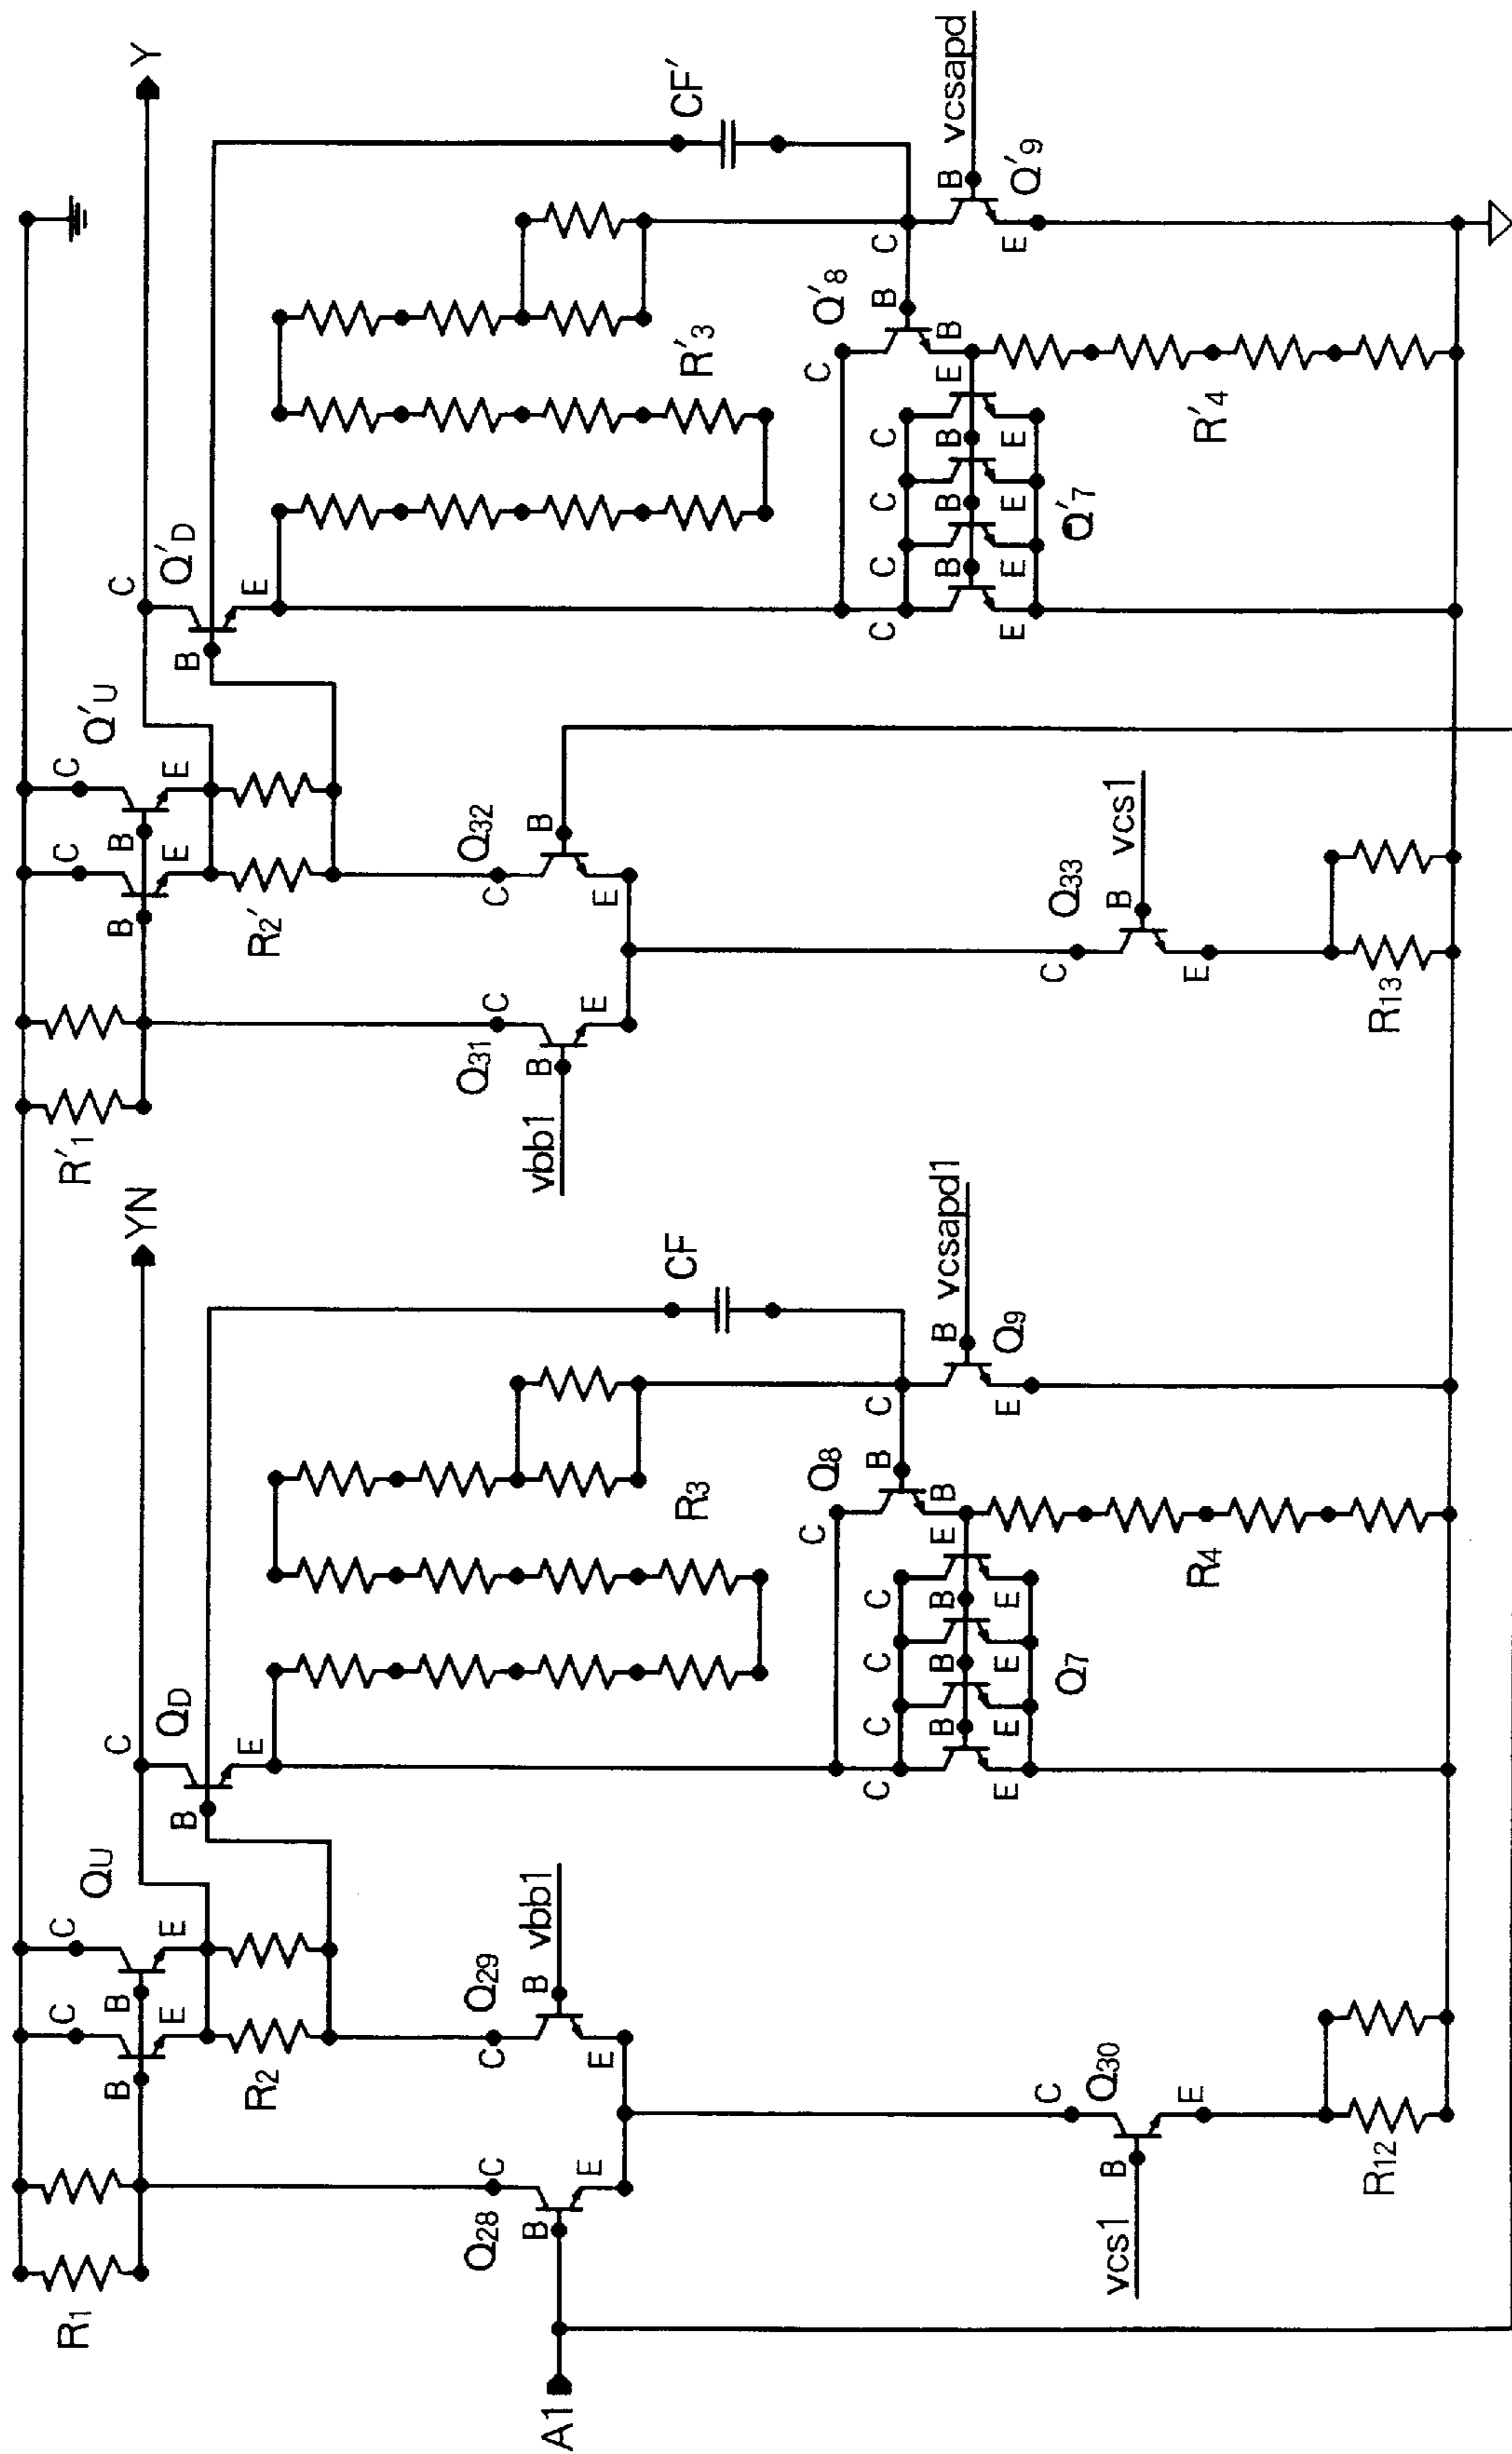 R1
C
C
QU
B
B
E
E
R2
C
QD
B
E
YN
A1
Q28
C
B
E
Q29
C
B
E
vbb1
R3
CF
C
Q8
B
B
E
C
C
C
C
B
B
B
E
E
E
E
Q7
R4
C
B
E
Q9
vcsapd1
vcs1
B
C
Q30
E
R12
R'1
C
C
Q'U
B
B
E
E
R2'
C
Q'D
B
E
Y
vbb1
Q31
C
B
E
Q32
C
B
E
R'3
CF'
C
Q'8
B
B
E
C
C
C
C
B
B
B
E
E
E
E
Q'7
R'4
C
B
E
Q'9
vcsapd
C
Q33
B
vcs1
E
R13